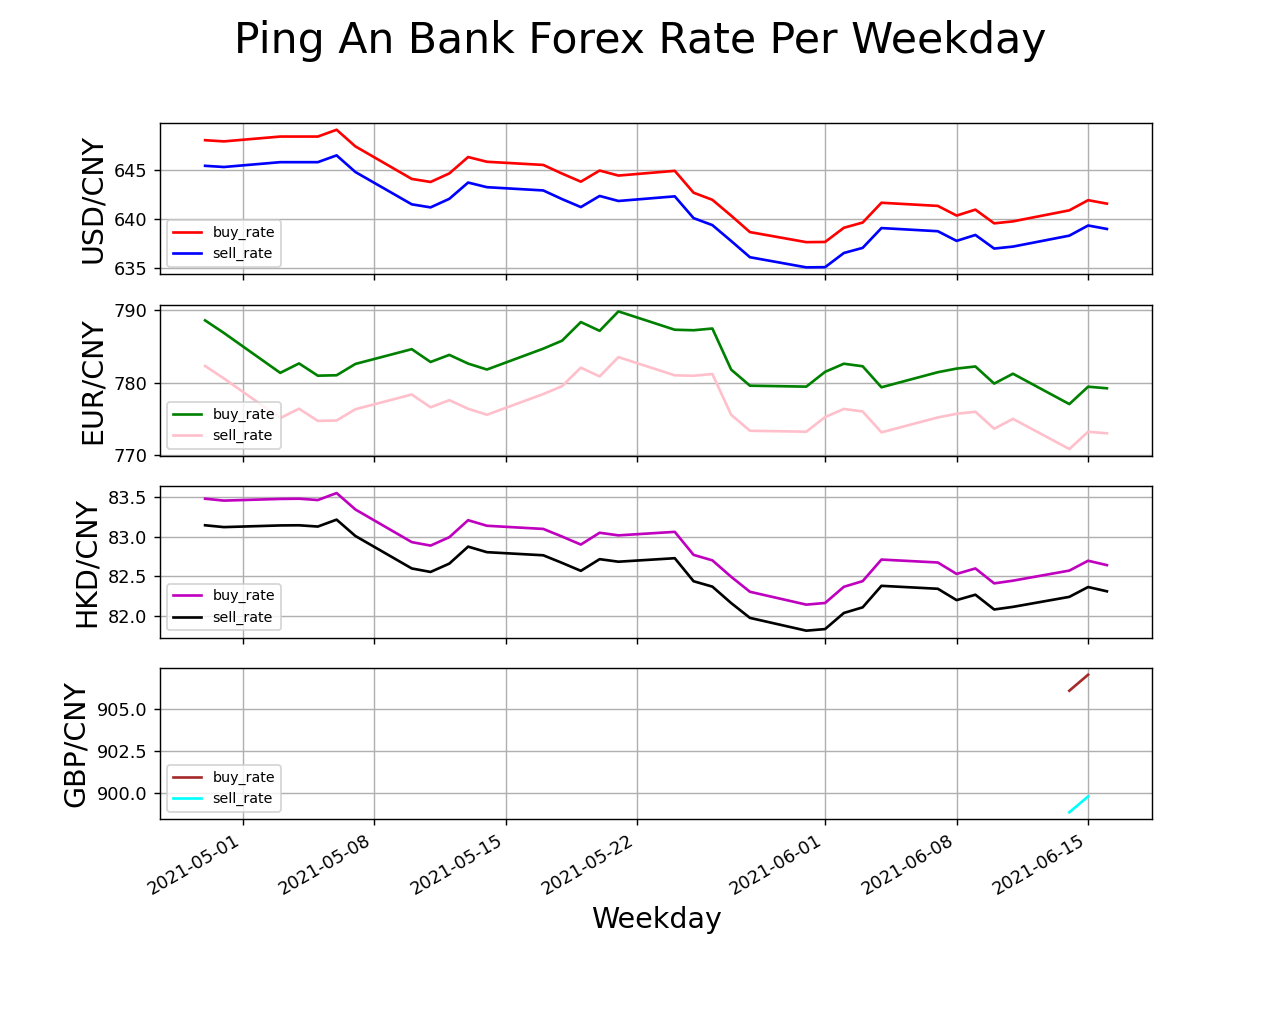 Ping An Bank Forex Rate Per Weekday
USD/CNY
645
640
635
buy_rate
sell_rate
EUR/CNY
790
780
770
buy_rate
sell_rate
HKD/CNY
83.5
83.0
82.5
82.0
buy_rate
sell_rate
GBP/CNY
905.0
902.5
900.0
buy_rate
sell_rate
2021-05-01
2021-05-08
2021-05-15
2021-05-22
2021-06-01
2021-06-08
2021-06-15
Weekday